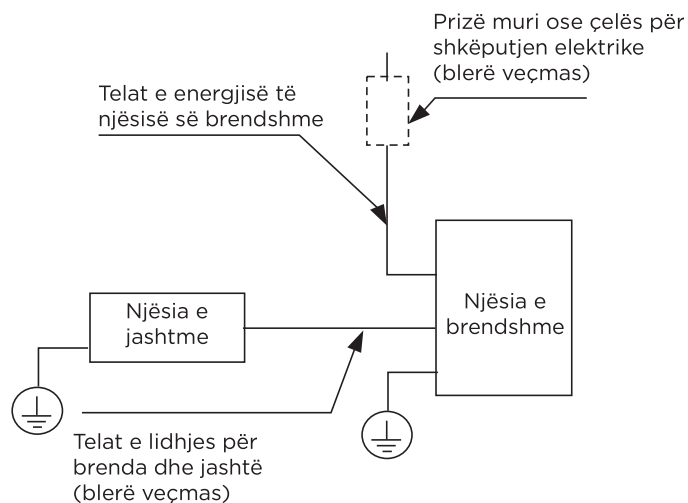 Prizë muri ose çelës për
shkëputjen elektrike
(blerë veçmas)
Telat e energjisë të
njësisë së brendshme
Njësia e
jashtme
Njësia e
brendshme
Telat e lidhjes për
brenda dhe jashtë
(blerë veçmas)